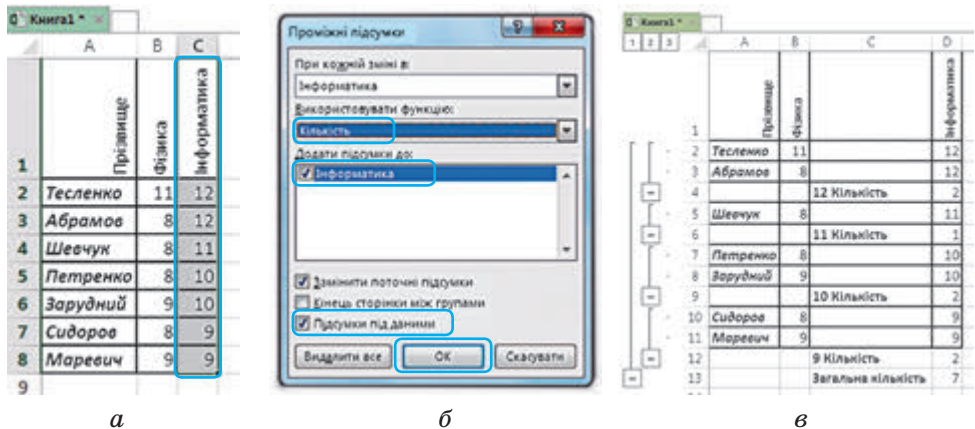 Книга1 *
A B C
1 Прізвище Фізика Інформатика
2 Тесленко 11 12
3 Абрамов 8 12
4 Шевчук 8 11
5 Петренко 8 10
6 Зарудний 9 10
7 Сидоров 8 9
8 Маревич 9 9
9
а
Проміжні підсумки
При кожній зміні в:
Інформатика
Використовувати функцію:
Кількість
Додати підсумки до:
Інформатика
Замінити поточні підсумки
Кінець сторінки між групами
Підсумки під даними
Видалити все OK Скасувати
б
Книга1 *
1 2 3 A B C D
1 Прізвище Фізика Інформатика
2 Тесленко 11 12
3 Абрамов 8 12
4 12 Кількість 2
5 Шевчук 8 11
6 11 Кількість 1
7 Петренко 8 10
8 Зарудний 9 10
9 10 Кількість 2
10 Сидоров 8 9
11 Маревич 9 9
12 9 Кількість 2
13 Загальна кількість 7
в